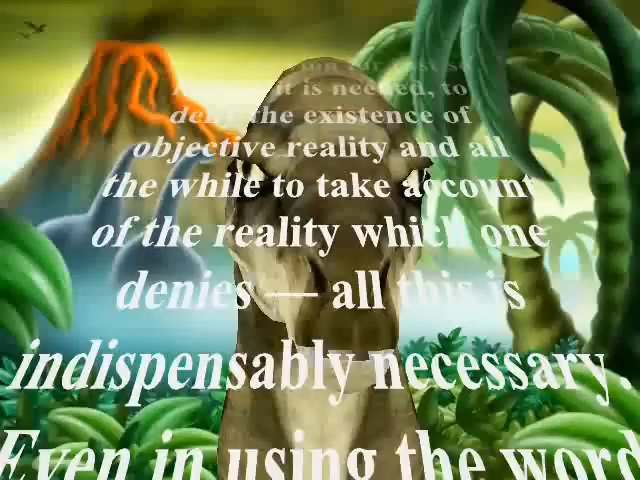 it is needed, to
deny the existence of
objective reality and all
the while to take account
of the reality which one
denies — all this is
indispensably necessary.
Even in using the word